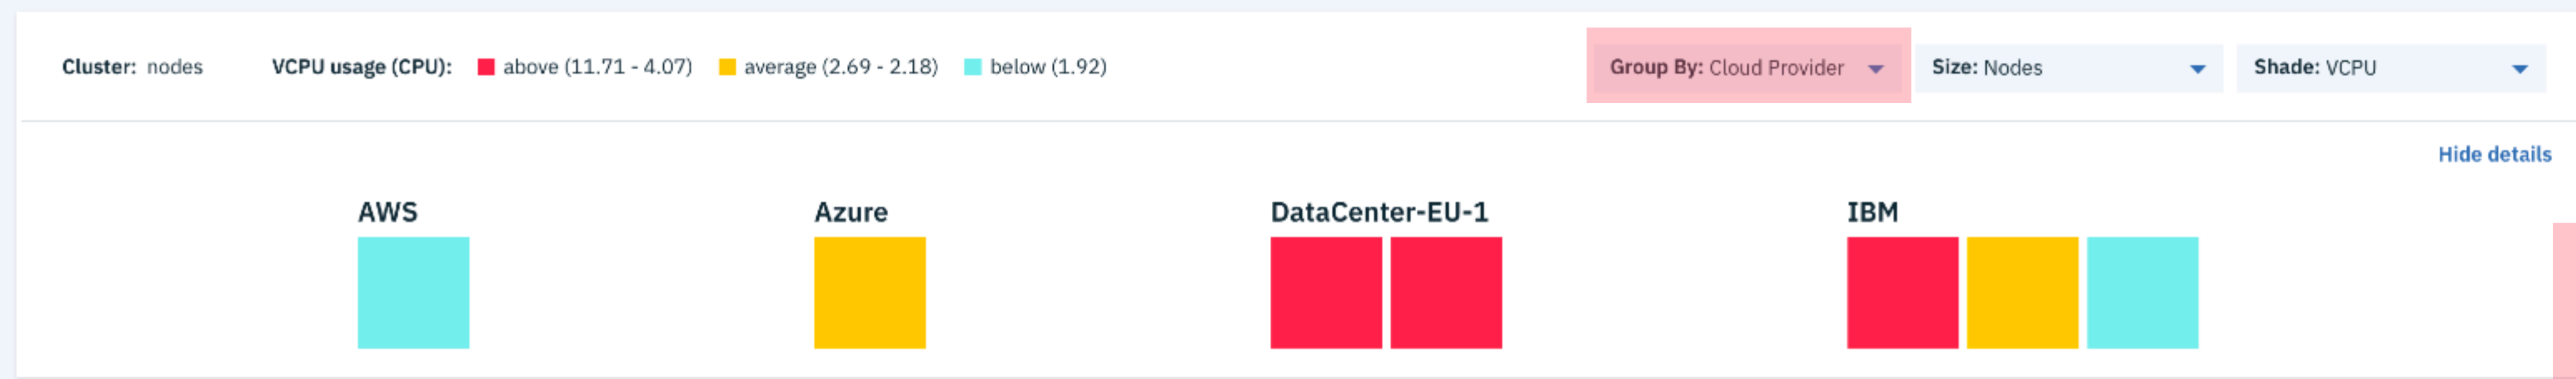 Cluster: nodes VCPU usage (CPU): above (11.71 - 4.07) average (2.69 - 2.18) below (1.92) Group By: Cloud Provider Size: Nodes Shade: VCPU
Hide details
AWS Azure DataCenter-EU-1 IBM